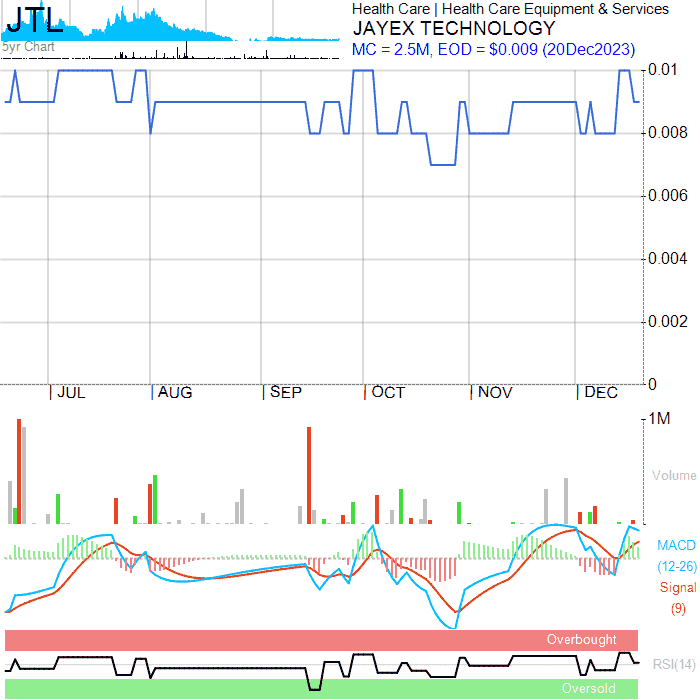 JTL
5yr Chart
Health Care | Health Care Equipment & Services
JAYEX TECHNOLOGY
MC = 2.5M, EOD = $0.009 (20Dec2023)
0.01
0.008
0.006
0.004
0.002
0
JUL
AUG
SEP
OCT
NOV
DEC
1M
Volume
MACD
(12-26)
Signal
(9)
Overbought
RSI(14)
Oversold